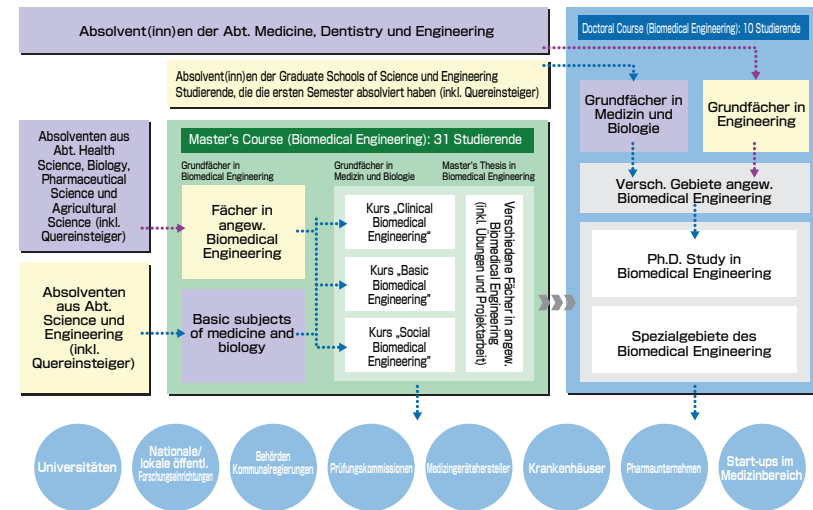 Absolvent(inn)en der Abt. Medicine, Dentistry und Engineering
Doctoral Course (Biomedical Engineering): 10 Studierende
Absolvent(inn)en der Graduate Schools of Science und Engineering
Studierende, die die ersten Semester absolviert haben (inkl. Quereinsteiger)
Grundfächer in
Medizin und
Biologie
Grundfächer in
Engineering
Absolventen aus
Abt. Health
Science, Biology,
Pharmaceutical
Science und
Agricultural
Science (inkl.
Quereinsteiger)
Master's Course (Biomedical Engineering): 31 Studierende
Grundfächer in
Biomedical Engineering
Grundfächer in
Medizin und Biologie
Master's Thesis in
Biomedical Engineering
Fächer in
angew.
Biomedical
Engineering
Kurs „Clinical
Biomedical
Engineering"
Kurs „Basic
Biomedical
Engineering"
Kurs „Social
Biomedical
Engineering"
Verschiedene Fächer in angew.
Biomedical Engineering
(inkl. Übungen und Projektarbeit)
Versch. Gebiete angew.
Biomedical Engineering
Ph.D. Study in
Biomedical Engineering
Spezialgebiete des
Biomedical Engineering
Absolventen
aus Abt.
Science und
Engineering
(inkl.
Quereinsteiger)
Basic subjects
of medicine and
biology
Universitäten
Nationale/
lokale öffentl.
Forschungseinrichtungen
Behörden
Kommunalregierungen
Prüfungskommissionen
Medizingerätehersteller
Krankenhäuser
Pharmaunternehmen
Start-ups im
Medizinbereich